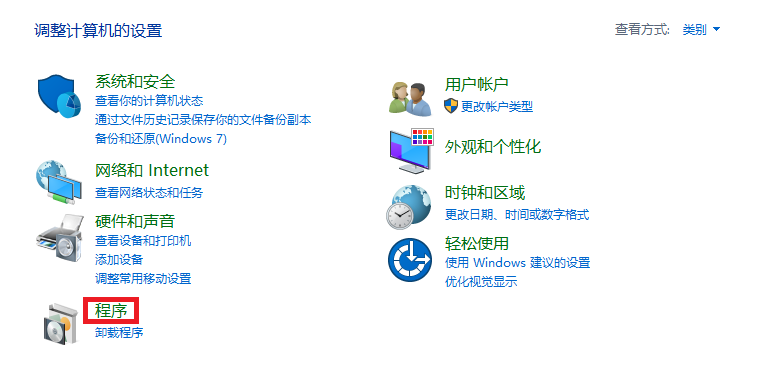 调整计算机的设置
查看方式: 类别
系统和安全
查看你的计算机状态
通过文件历史记录保存你的文件备份副本
备份和还原(Windows 7)
网络和 Internet
查看网络状态和任务
硬件和声音
查看设备和打印机
添加设备
调整常用移动设置
程序
卸载程序
用户帐户
更改帐户类型
外观和个性化
时钟和区域
更改日期、时间或数字格式
轻松使用
使用 Windows 建议的设置
优化视觉显示